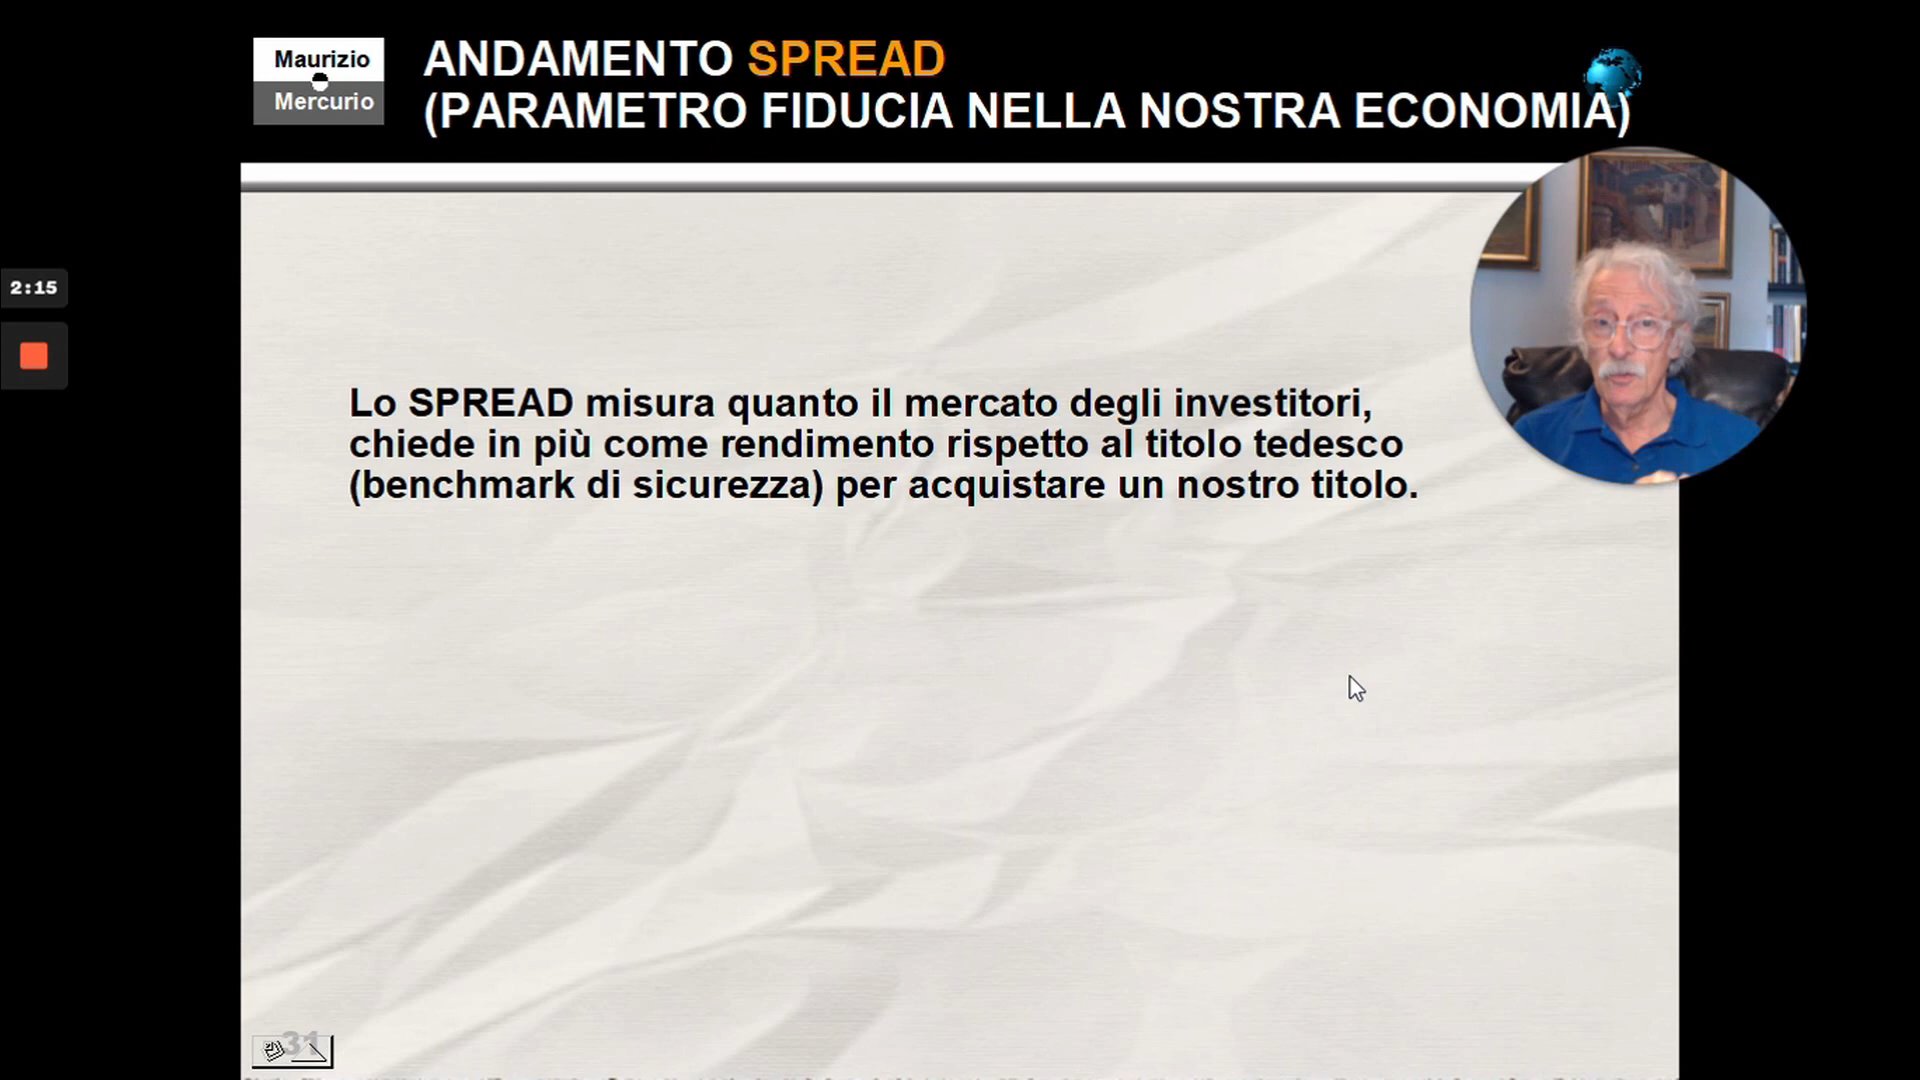 Maurizio
Mercurio
ANDAMENTO SPREAD
(PARAMETRO FIDUCIA NELLA NOSTRA ECONOMIA)
2:15
Lo SPREAD misura quanto il mercato degli investitori,
chiede in più come rendimento rispetto al titolo tedesco
(benchmark di sicurezza) per acquistare un nostro titolo.
31